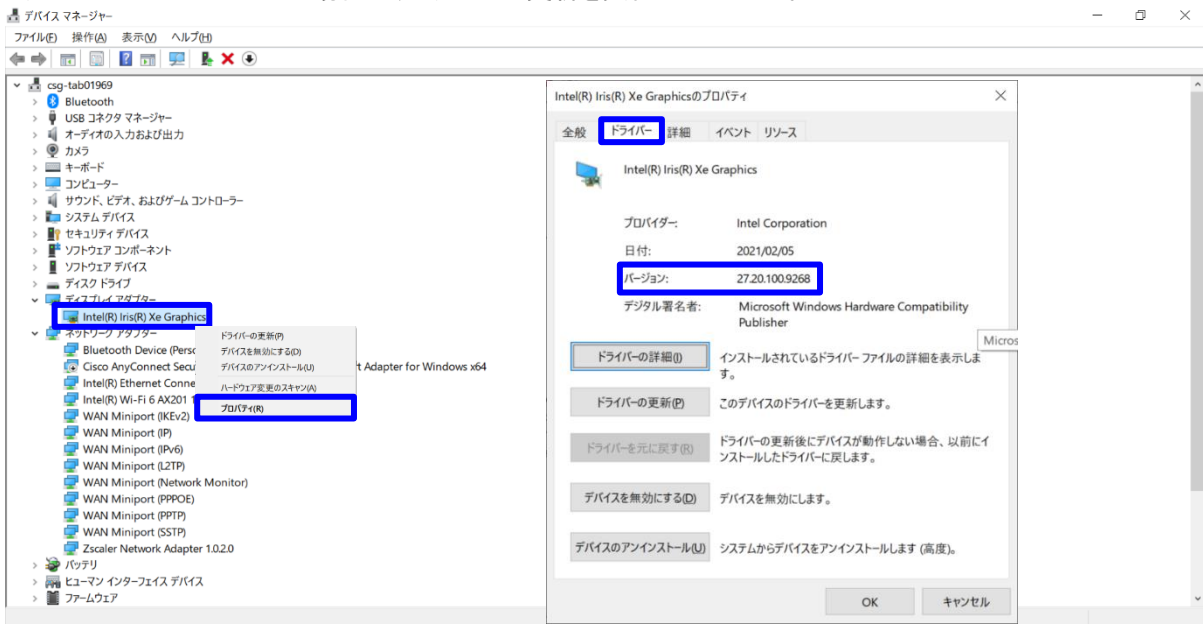 デバイス マネージャー
ファイル(F) 操作(A) 表示(V) ヘルプ(H)
csg-tab01969
Bluetooth
USB コネクタ マネージャー
オーディオの入力および出力
カメラ
キーボード
コンピューター
サウンド、ビデオ、およびゲーム コントローラー
システム デバイス
セキュリティ デバイス
ソフトウェア コンポーネント
ソフトウェア デバイス
ディスク ドライブ
ディスプレイ アダプター
Intel(R) Iris(R) Xe Graphics
ネットワーク アダプター
Bluetooth Device (Perso
Cisco AnyConnect Secu
t Adapter for Windows x64
Intel(R) Ethernet Conne
Intel(R) Wi-Fi 6 AX201
WAN Miniport (IKEv2)
WAN Miniport (IP)
WAN Miniport (IPv6)
WAN Miniport (L2TP)
WAN Miniport (Network Monitor)
WAN Miniport (PPPOE)
WAN Miniport (PPTP)
WAN Miniport (SSTP)
Zscaler Network Adapter 1.0.2.0
バッテリ
ヒューマン インターフェイス デバイス
ファームウェア
ドライバーの更新(P)
デバイスを無効にする(D)
デバイスのアンインストール(U)
ハードウェア変更のスキャン(A)
プロパティ(R)
Intel(R) Iris(R) Xe Graphicsのプロパティ
全般 ドライバー 詳細 イベント リソース
Intel(R) Iris(R) Xe Graphics
プロバイダー: Intel Corporation
日付: 2021/02/05
バージョン: 27.20.100.9268
デジタル署名者: Microsoft Windows Hardware Compatibility
Publisher
Micros
ドライバーの詳細(I) インストールされているドライバー ファイルの詳細を表示しま
す。
ドライバーの更新(P) このデバイスのドライバーを更新します。
ドライバーを元に戻す(R) ドライバーの更新後にデバイスが動作しない場合、以前にイ
ンストールしたドライバーに戻します。
デバイスを無効にする(D) デバイスを無効にします。
デバイスのアンインストール(U) システムからデバイスをアンインストールします (高度)。
OK キャンセル